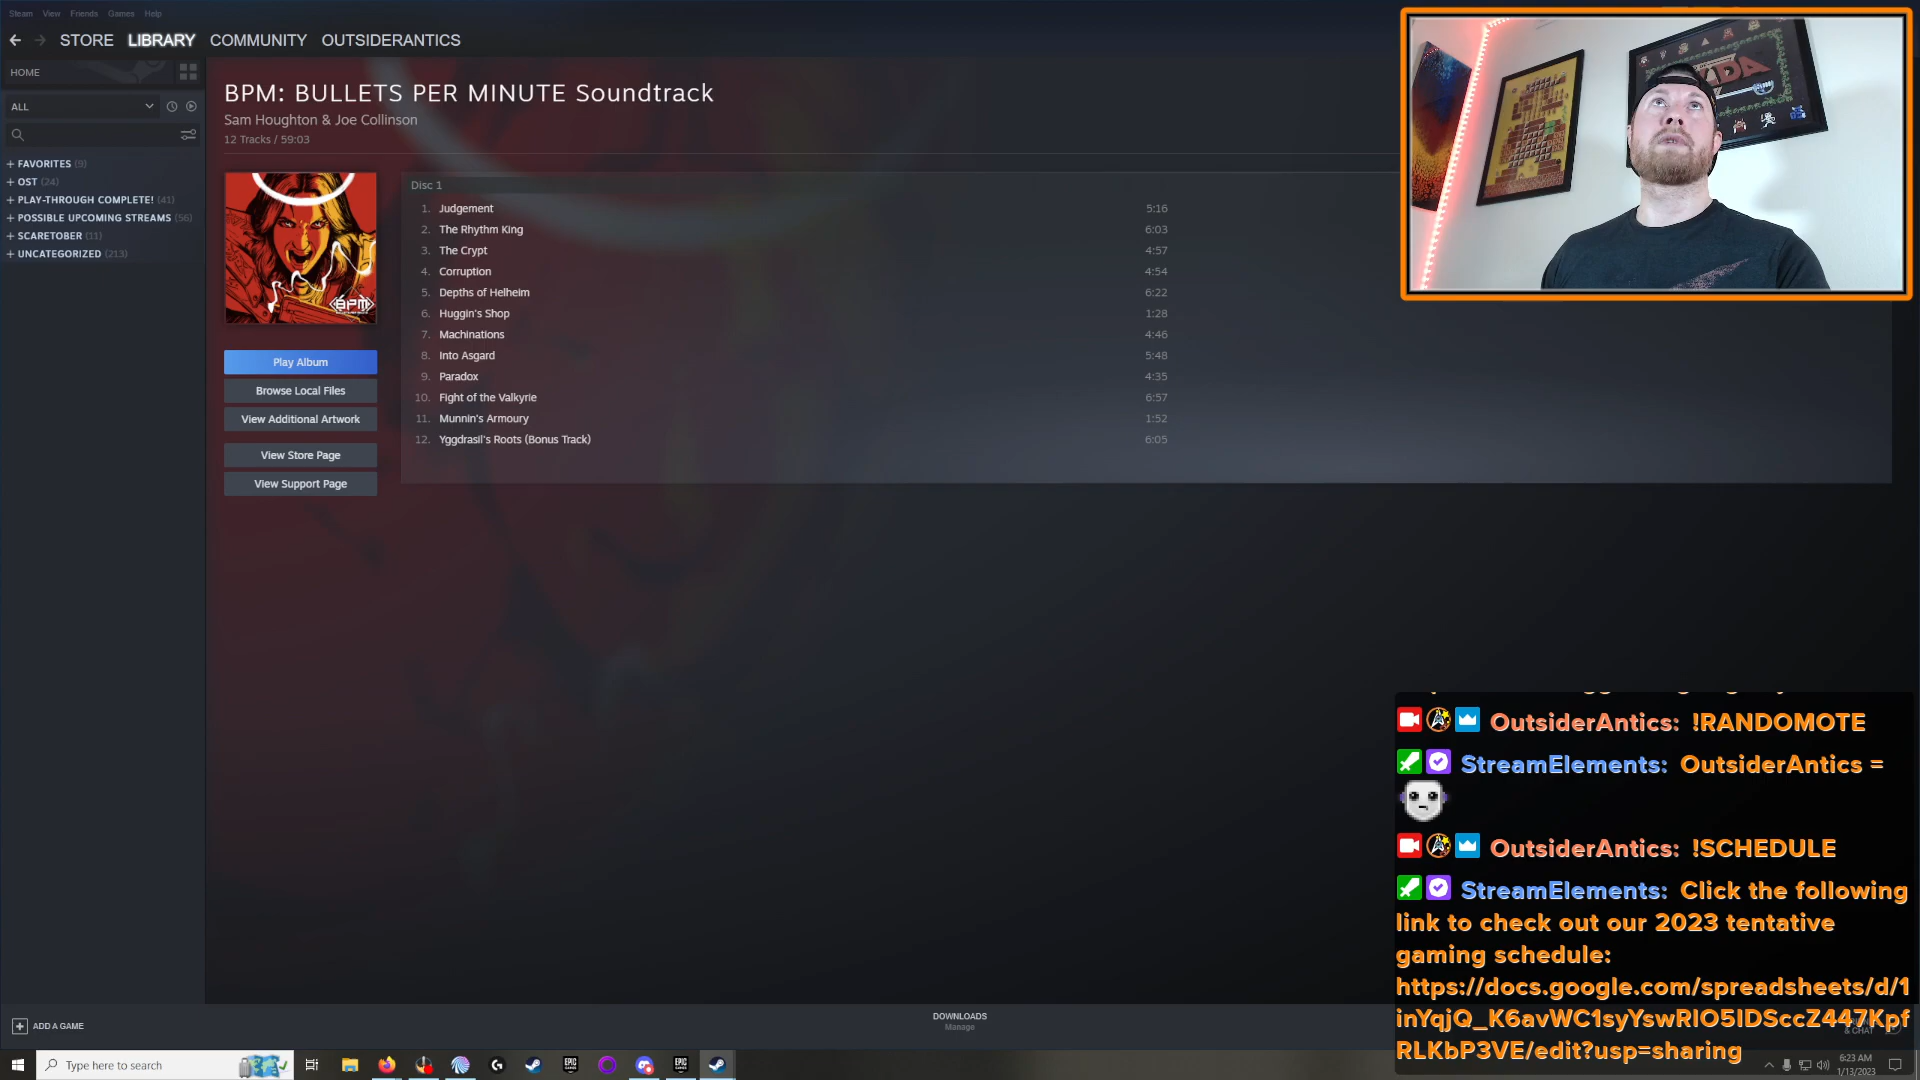 Steam View Friends Games Help
STORE LIBRARY COMMUNITY OUTSIDERANTICS
HOME
ALL
+ FAVORITES (9)
+ OST (24)
+ PLAY-THROUGH COMPLETE! (41)
+ POSSIBLE UPCOMING STREAMS (56)
+ SCARETOBER (11)
+ UNCATEGORIZED (213)
BPM: BULLETS PER MINUTE Soundtrack
Sam Houghton & Joe Collinson
12 Tracks / 59:03
BPM
Play Album
Browse Local Files
View Additional Artwork
View Store Page
View Support Page
Disc 1
1. Judgement 5:16
2. The Rhythm King 6:03
3. The Crypt 4:57
4. Corruption 4:54
5. Depths of Helheim 6:22
6. Huggin's Shop 1:28
7. Machinations 4:46
8. Into Asgard 5:48
9. Paradox 4:35
10. Fight of the Valkyrie 6:57
11. Munnin's Armoury 1:52
12. Yggdrasil's Roots (Bonus Track) 6:05
OutsiderAntics: !RANDOMOTE
StreamElements: OutsiderAntics =
OutsiderAntics: !SCHEDULE
StreamElements: Click the following
link to check out our 2023 tentative
gaming schedule:
https://docs.google.com/spreadsheets/d/1
inYqjQ_K6avWC1syYswRIO5IDSccZ447Kpf
RLKbP3VE/edit?usp=sharing
ADD A GAME
DOWNLOADS
Manage
& CHAT
Type here to search
EPIC GAMES
EPIC GAMES
6:23 AM
1/13/2023